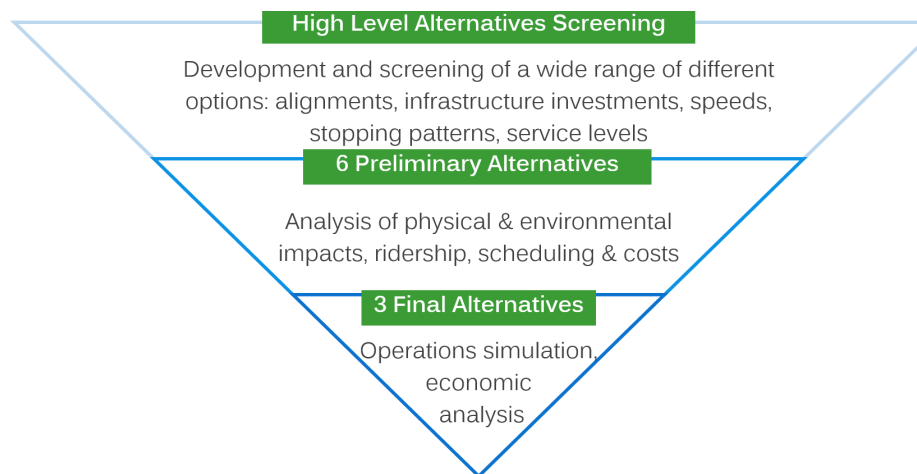 High Level Alternatives Screening
Development and screening of a wide range of different
options: alignments, infrastructure investments, speeds,
stopping patterns, service levels
6 Preliminary Alternatives
Analysis of physical & environmental
impacts, ridership, scheduling & costs
3 Final Alternatives
Operations simulation,
economic
analysis